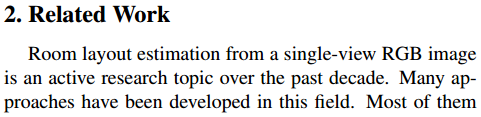 2. Related Work
Room layout estimation from a single-view RGB image
is an active research topic over the past decade. Many ap-
proaches have been developed in this field. Most of them